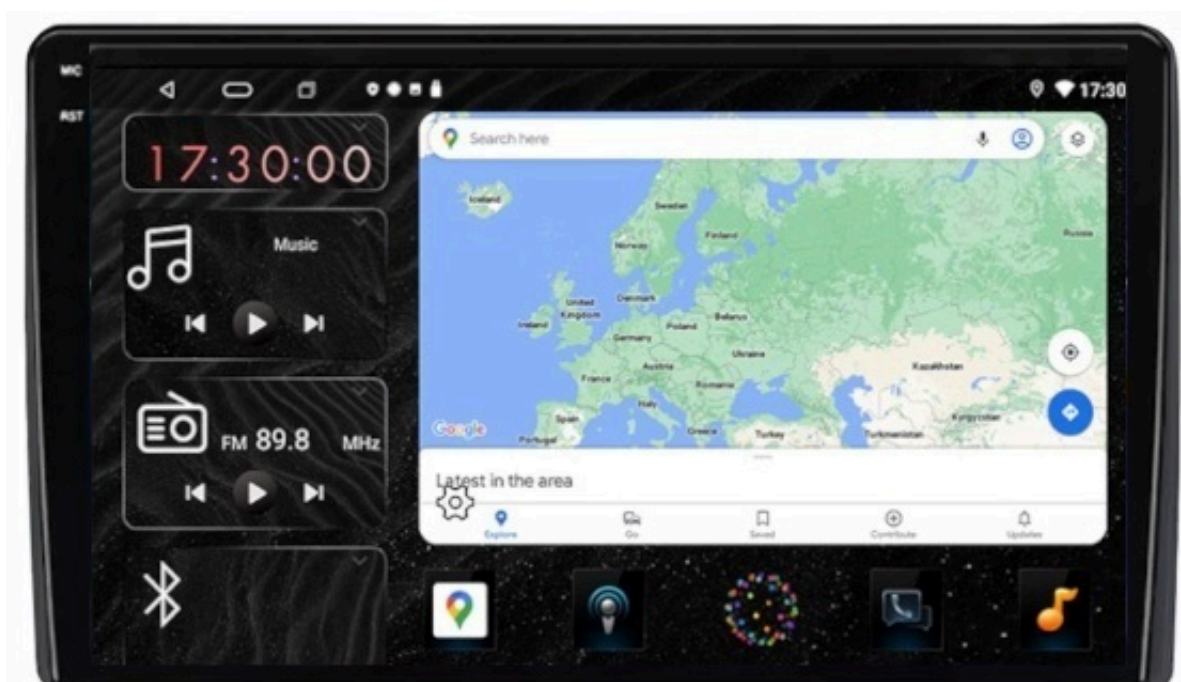 MIC
RST
17:30
17:30:00
Music
FM 89.8 MHz
Search here
Iceland
Sweden
Norway
Finland
Russia
United Kingdom
Denmark
Ireland
Belarus
Poland
Germany
Ukraine
Austria
Kazakhstan
France
Romania
Italy
Spain
Portugal
Greece
Turkey
Turkmenistan
Kyrgyzstan
Google
Latest in the area
Explore
Go
Saved
Contribute
Updates